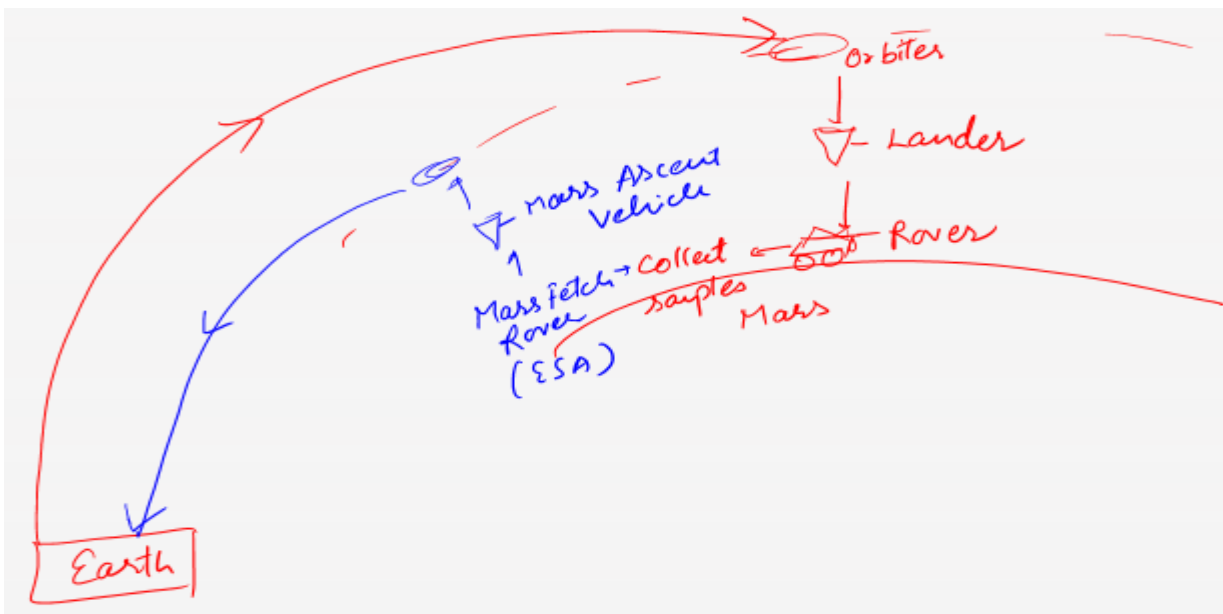 Orbiter
Lander
Mars Ascent
Vehicle
Rover
Mars Fetch → Collect
Rover samples
(ESA)
Mars
Earth